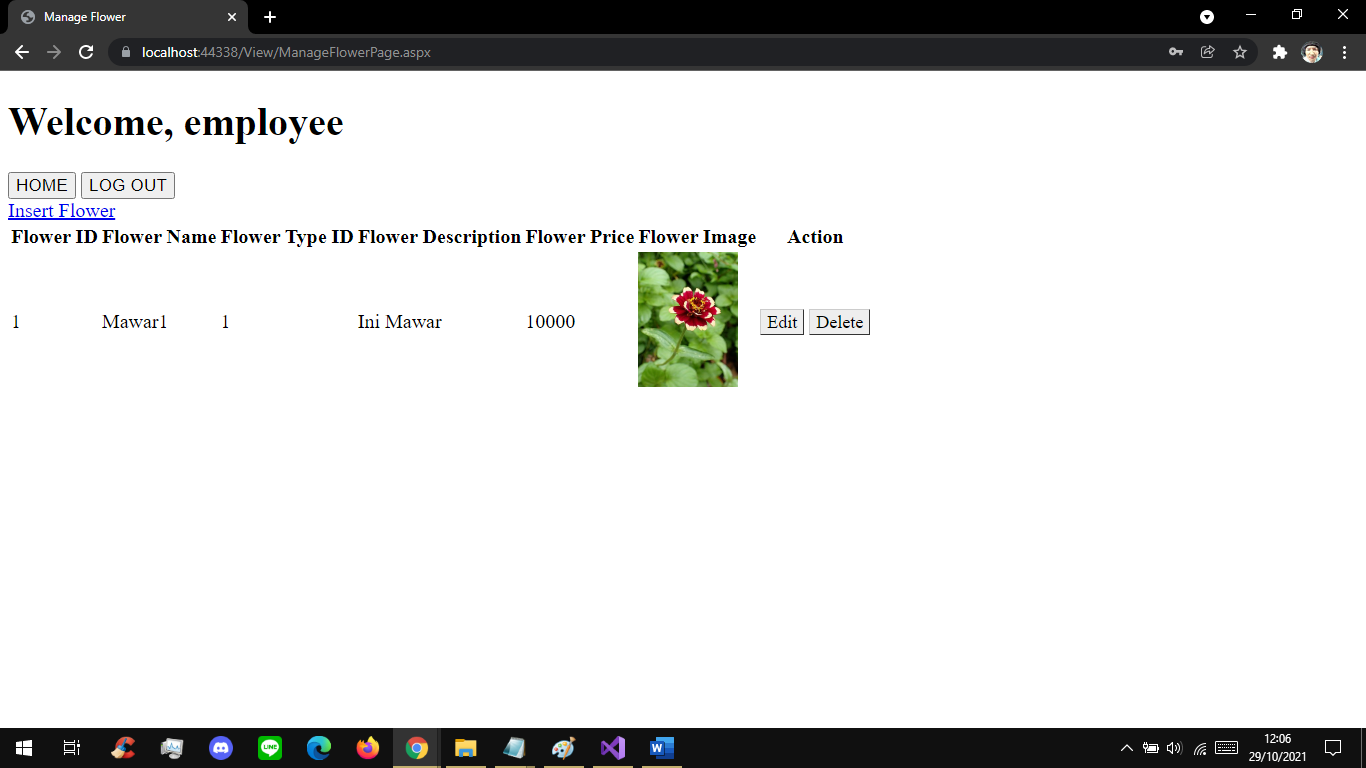 Manage Flower
localhost:44338/View/ManageFlowerPage.aspx
Welcome, employee
HOME LOG OUT
Insert Flower
Flower ID Flower Name Flower Type ID Flower Description Flower Price Flower Image Action
1 Mawar1 1 Ini Mawar 10000 Edit Delete
LINE W 12:06
29/10/2021